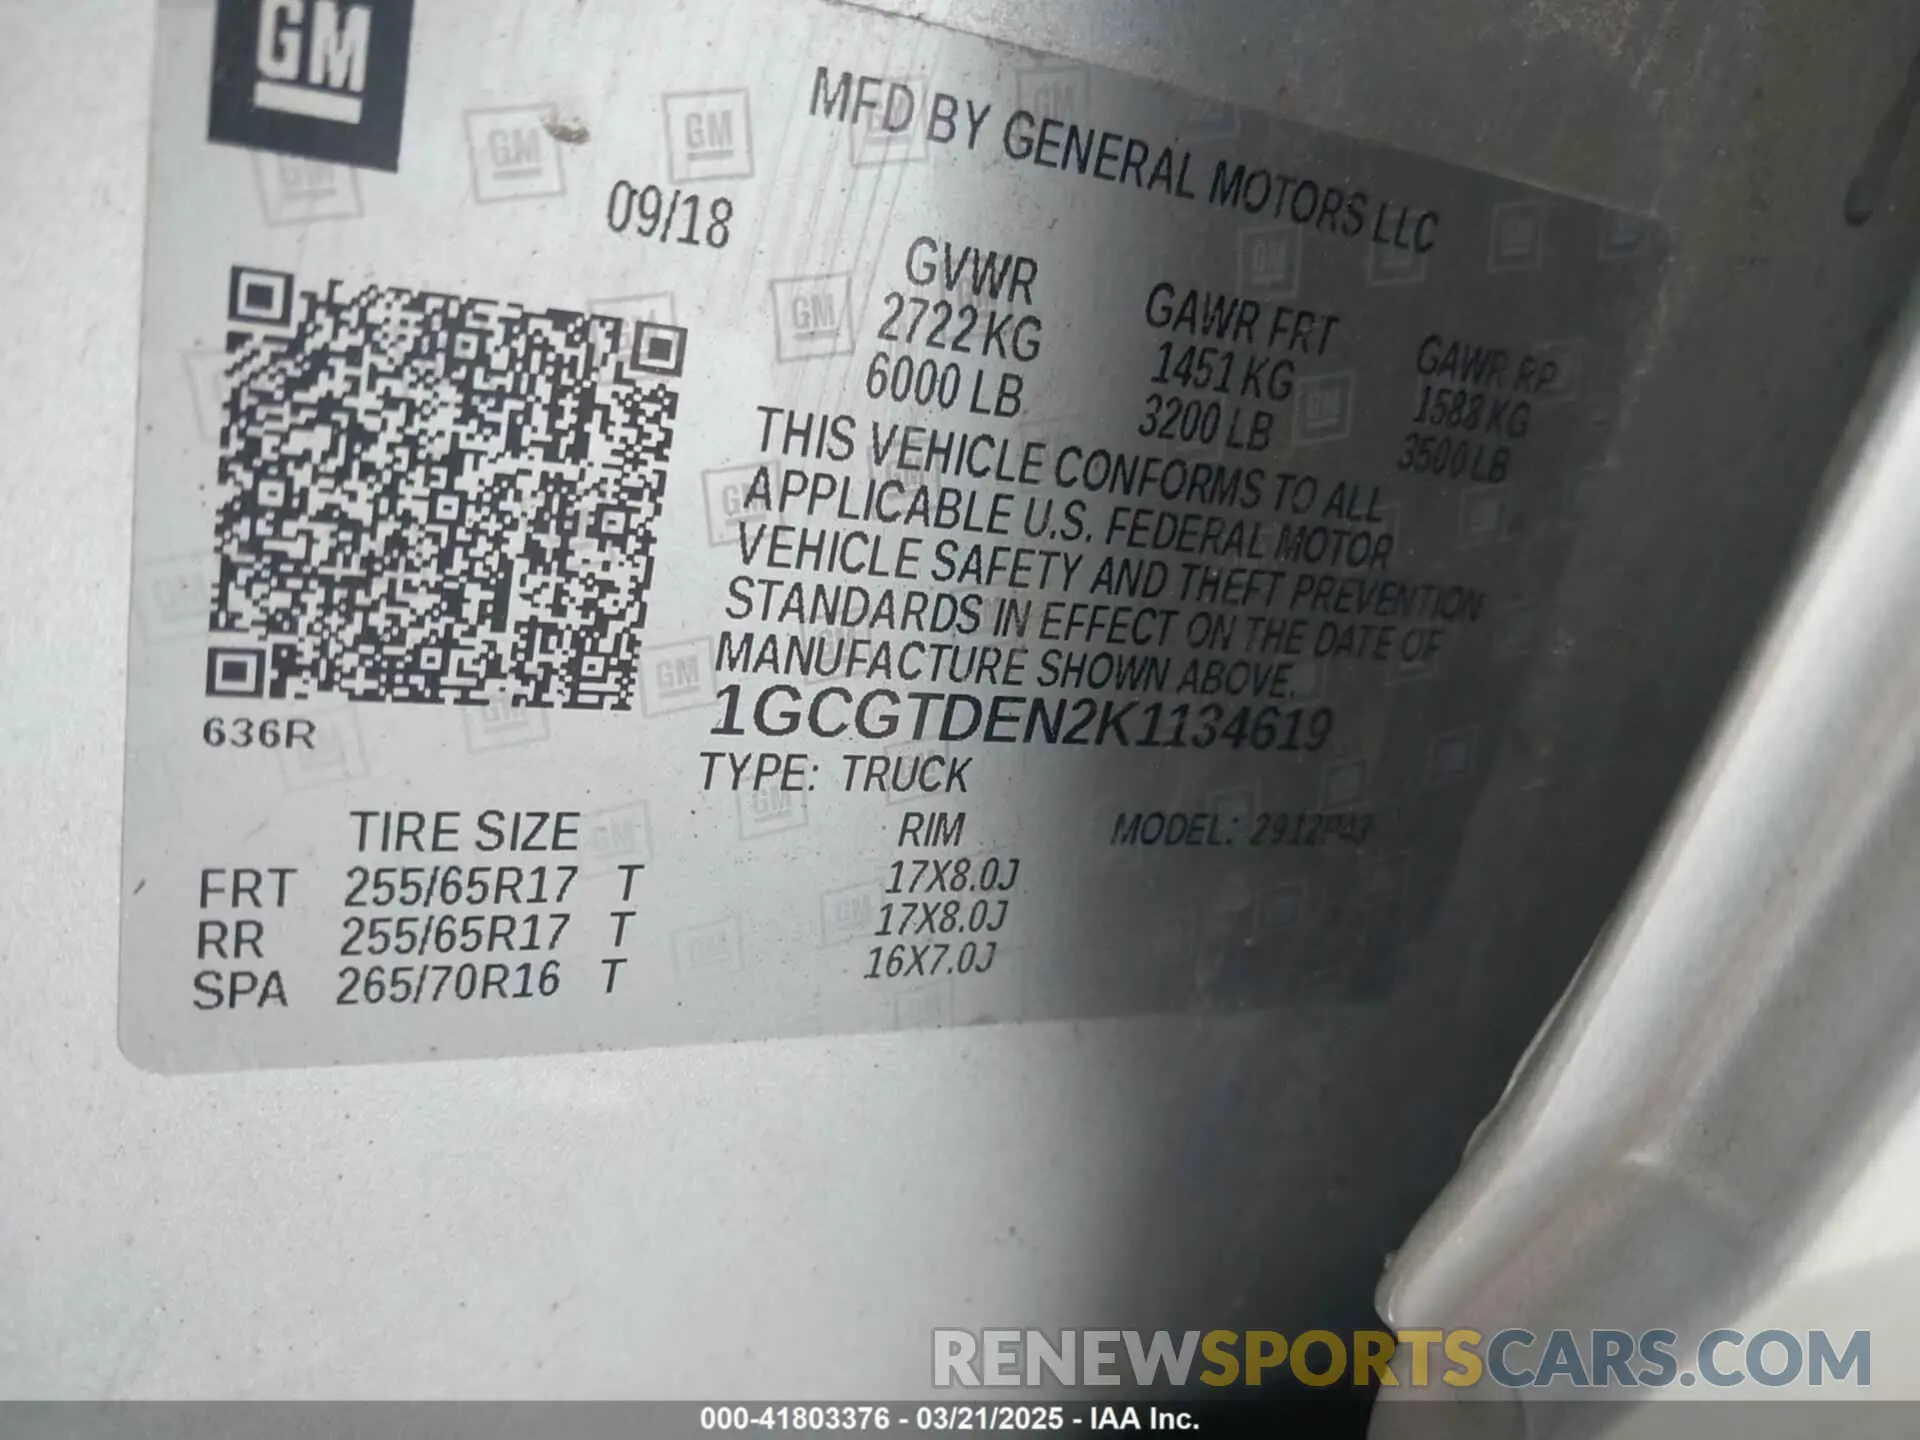 GM
MFD BY GENERAL MOTORS LLC
09/18
GVWR GAWR FRT GAWR RR
2722 KG 1451 KG 1588 KG
6000 LB 3200 LB 3500 LB
THIS VEHICLE CONFORMS TO ALL
APPLICABLE U.S. FEDERAL MOTOR
VEHICLE SAFETY AND THEFT PREVENTION
STANDARDS IN EFFECT ON THE DATE OF
MANUFACTURE SHOWN ABOVE.
1GCGTDEN2K1134619
636R
TYPE: TRUCK
TIRE SIZE RIM MODEL:
FRT 255/65R17 T 17X8.0J
RR 255/65R17 T 17X8.0J
SPA 265/70R16 T 16X7.0J
RENEWSPORTSCARS.COM
000-41803376 - 03/21/2025 - IAA Inc.